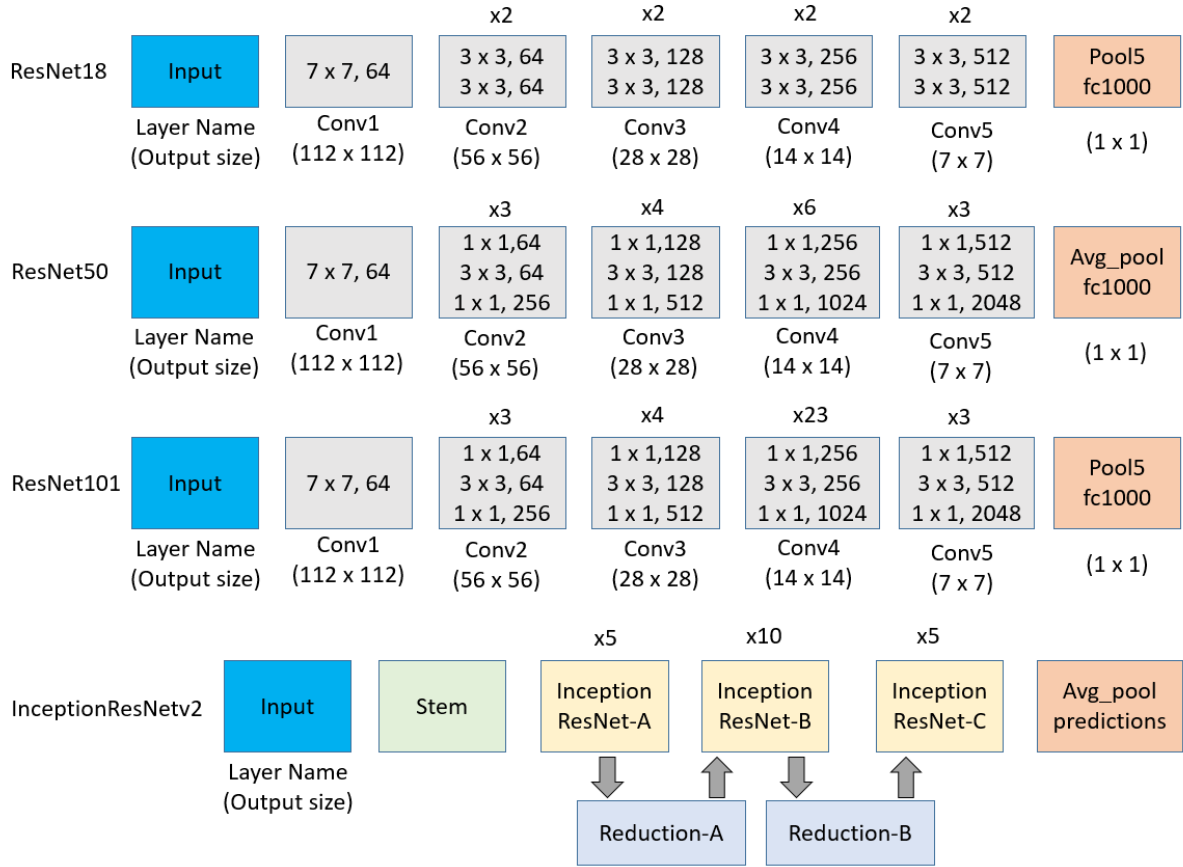 x2 x2 x2 x2
ResNet18
Input
7 x 7, 64
3 x 3, 64
3 x 3, 64
3 x 3, 128
3 x 3, 128
3 x 3, 256
3 x 3, 256
3 x 3, 512
3 x 3, 512
Pool5
fc1000
Layer Name
(Output size)
Conv1
(112 x 112)
Conv2
(56 x 56)
Conv3
(28 x 28)
Conv4
(14 x 14)
Conv5
(7 x 7)
(1 x 1)
x3 x4 x6 x3
ResNet50
Input
7 x 7, 64
1 x 1,64
3 x 3, 64
1 x 1, 256
1 x 1,128
3 x 3, 128
1 x 1, 512
1 x 1,256
3 x 3, 256
1 x 1, 1024
1 x 1,512
3 x 3, 512
1 x 1, 2048
Avg_pool
fc1000
Layer Name
(Output size)
Conv1
(112 x 112)
Conv2
(56 x 56)
Conv3
(28 x 28)
Conv4
(14 x 14)
Conv5
(7 x 7)
(1 x 1)
x3 x4 x23 x3
ResNet101
Input
7 x 7, 64
1 x 1,64
3 x 3, 64
1 x 1, 256
1 x 1,128
3 x 3, 128
1 x 1, 512
1 x 1,256
3 x 3, 256
1 x 1, 1024
1 x 1,512
3 x 3, 512
1 x 1, 2048
Pool5
fc1000
Layer Name
(Output size)
Conv1
(112 x 112)
Conv2
(56 x 56)
Conv3
(28 x 28)
Conv4
(14 x 14)
Conv5
(7 x 7)
(1 x 1)
x5 x10 x5
InceptionResNetv2
Input
Stem
Inception
ResNet-A
Inception
ResNet-B
Inception
ResNet-C
Avg_pool
predictions
Layer Name
(Output size)
Reduction-A
Reduction-B